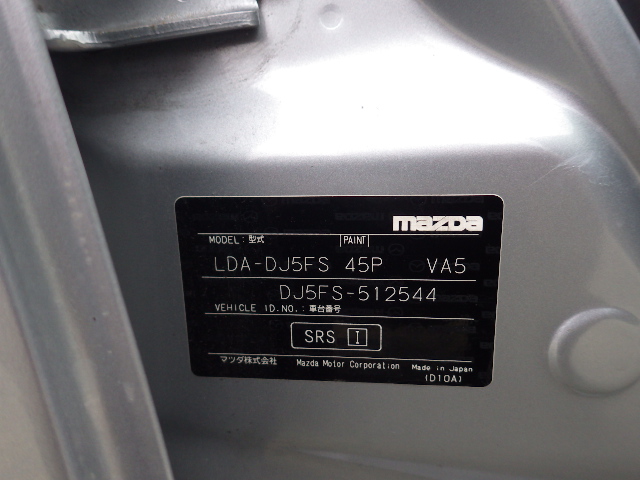 mazda
MODEL:型式 PAINT
LDA-DJ5FS 45P VA5
DJ5FS-512544
VEHICLE ID.NO.:車台番号
SRS I
マツダ株式会社 Mazda Motor Corporation Made in Japan
(D10A)